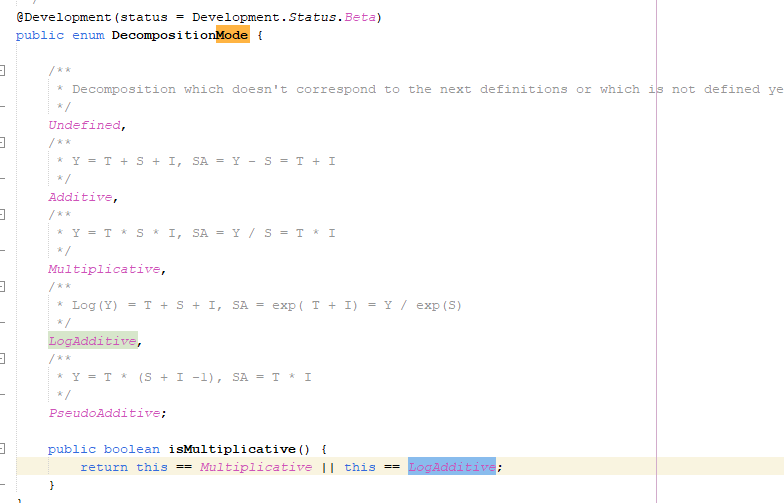 @Development(status = Development.Status.Beta)
public enum DecompositionMode {
/**
* Decomposition which doesn't correspond to the next definitions or which is not defined ye
*/
Undefined,
/**
* Y = T + S + I, SA = Y - S = T + I
*/
Additive,
/**
* Y = T * S * I, SA = Y / S = T * I
*/
Multiplicative,
/**
* Log(Y) = T + S + I, SA = exp( T + I) = Y / exp(S)
*/
LogAdditive,
/**
* Y = T * (S + I -1), SA = T * I
*/
PseudoAdditive;
public boolean isMultiplicative() {
return this == Multiplicative || this == LogAdditive;
}